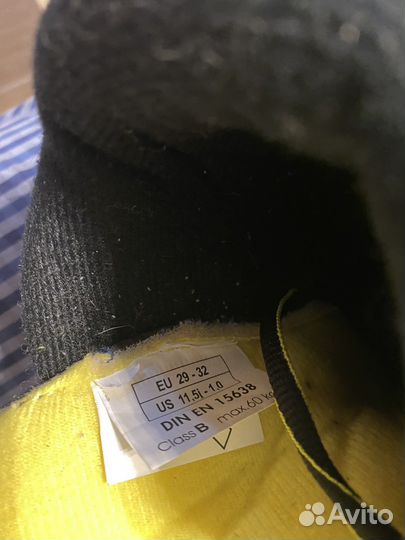 EU 29-32
US 11.5j - 1.0
DIN EN 15638
Class B max.60 kg
V
Avito